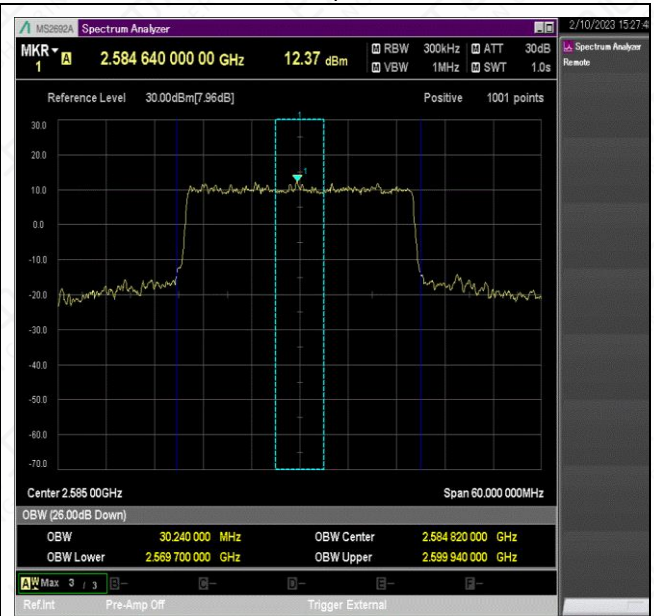 MS2692A Spectrum Analyzer
2/10/2023 15:27:4
MKR A 2.584 640 000 00 GHz 12.37 dBm M RBW 300kHz M ATT 30dB
1 M VBW 1MHz M SWT 1.0s
Spectrum Analyzer
Remote
Reference Level 30.00dBm[7.96dB] Positive 1001 points
1
30.0
20.0
1
10.0
0.0
-10.0
-20.0
-30.0
-40.0
-50.0
-60.0
-70.0
Center 2.585 00GHz Span 60.000 000MHz
OBW (26.00dB Down)
OBW 30.240 000 MHz OBW Center 2.584 820 000 GHz
OBW Lower 2.569 700 000 GHz OBW Upper 2.599 940 000 GHz
A W Max 3 / 3 B- C- D- E- F-
Ref.Int Pre-Amp Off Trigger External